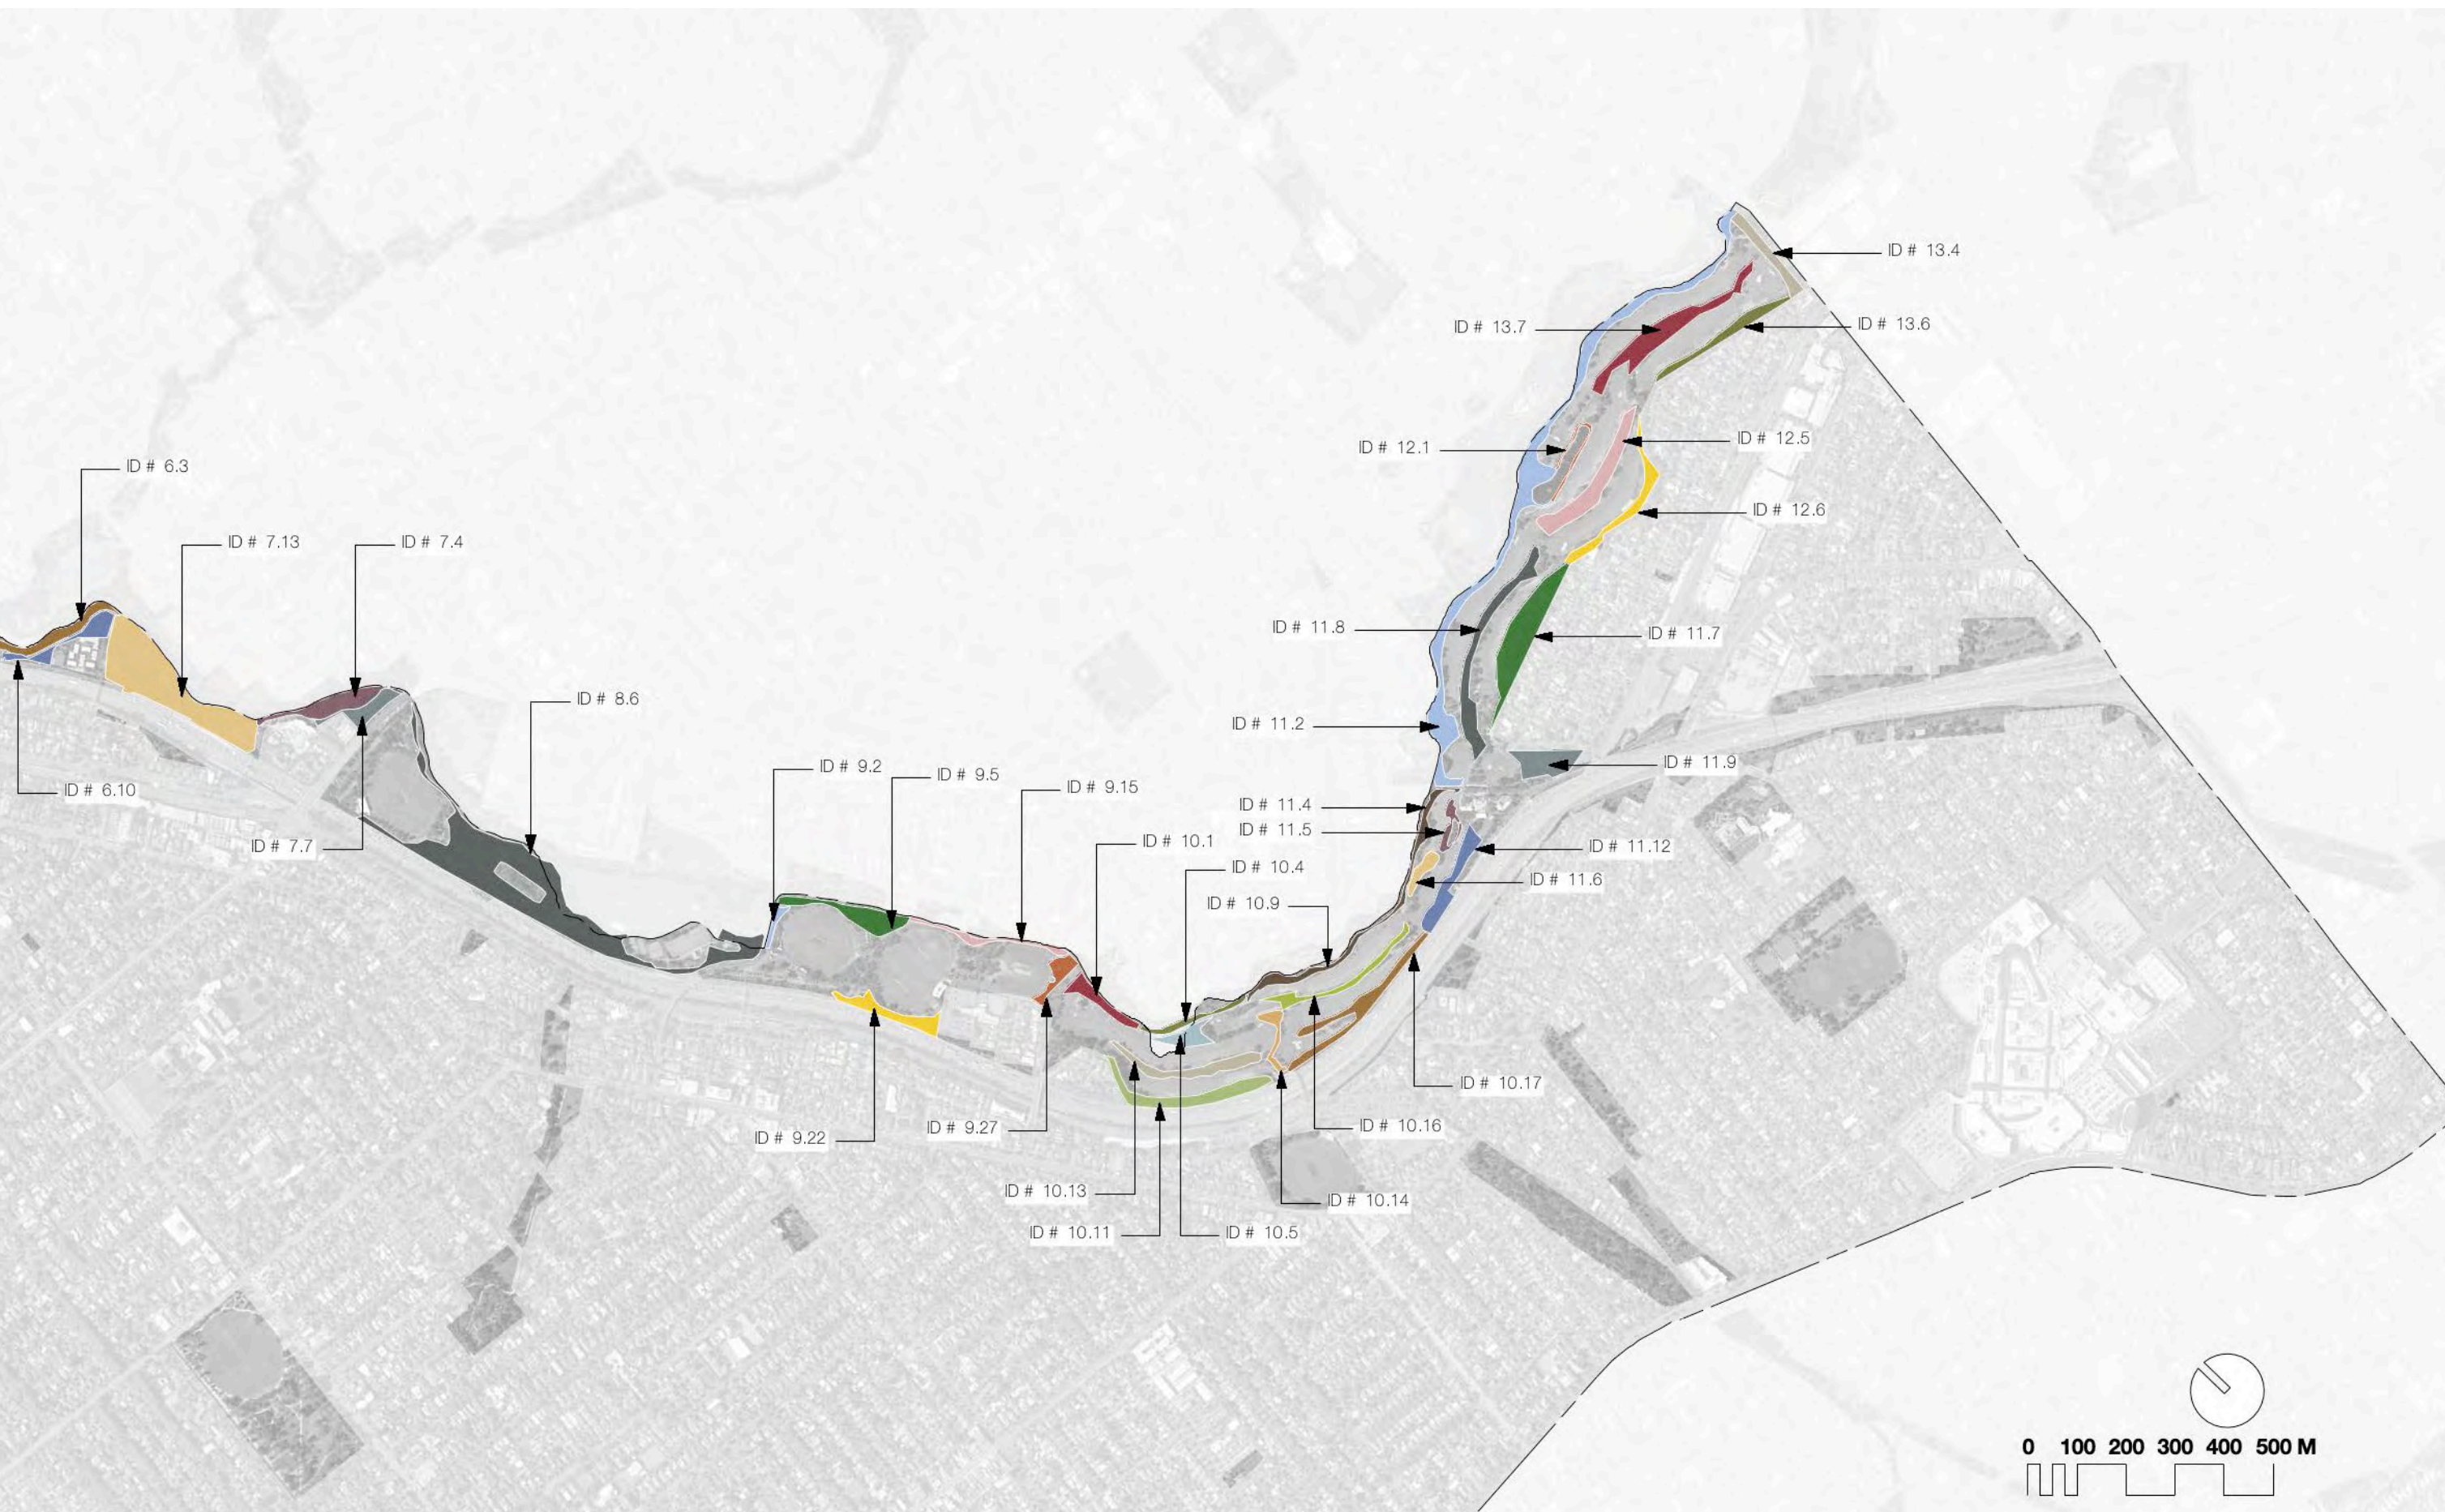 ID # 13.4
ID # 13.7
ID # 13.6
ID # 12.1
ID # 12.5
ID # 6.3
ID # 12.6
ID # 7.13
ID # 7.4
ID # 11.8
ID # 11.7
ID # 8.6
ID # 11.2
ID # 9.2
ID # 9.5
ID # 11.9
ID # 6.10
ID # 9.15
ID # 11.4
ID # 11.5
ID # 7.7
ID # 10.1
ID # 11.12
ID # 10.4
ID # 11.6
ID # 10.9
ID # 10.17
ID # 9.27
ID # 10.16
ID # 9.22
ID # 10.13
ID # 10.14
ID # 10.11
ID # 10.5
0 100 200 300 400 500 M